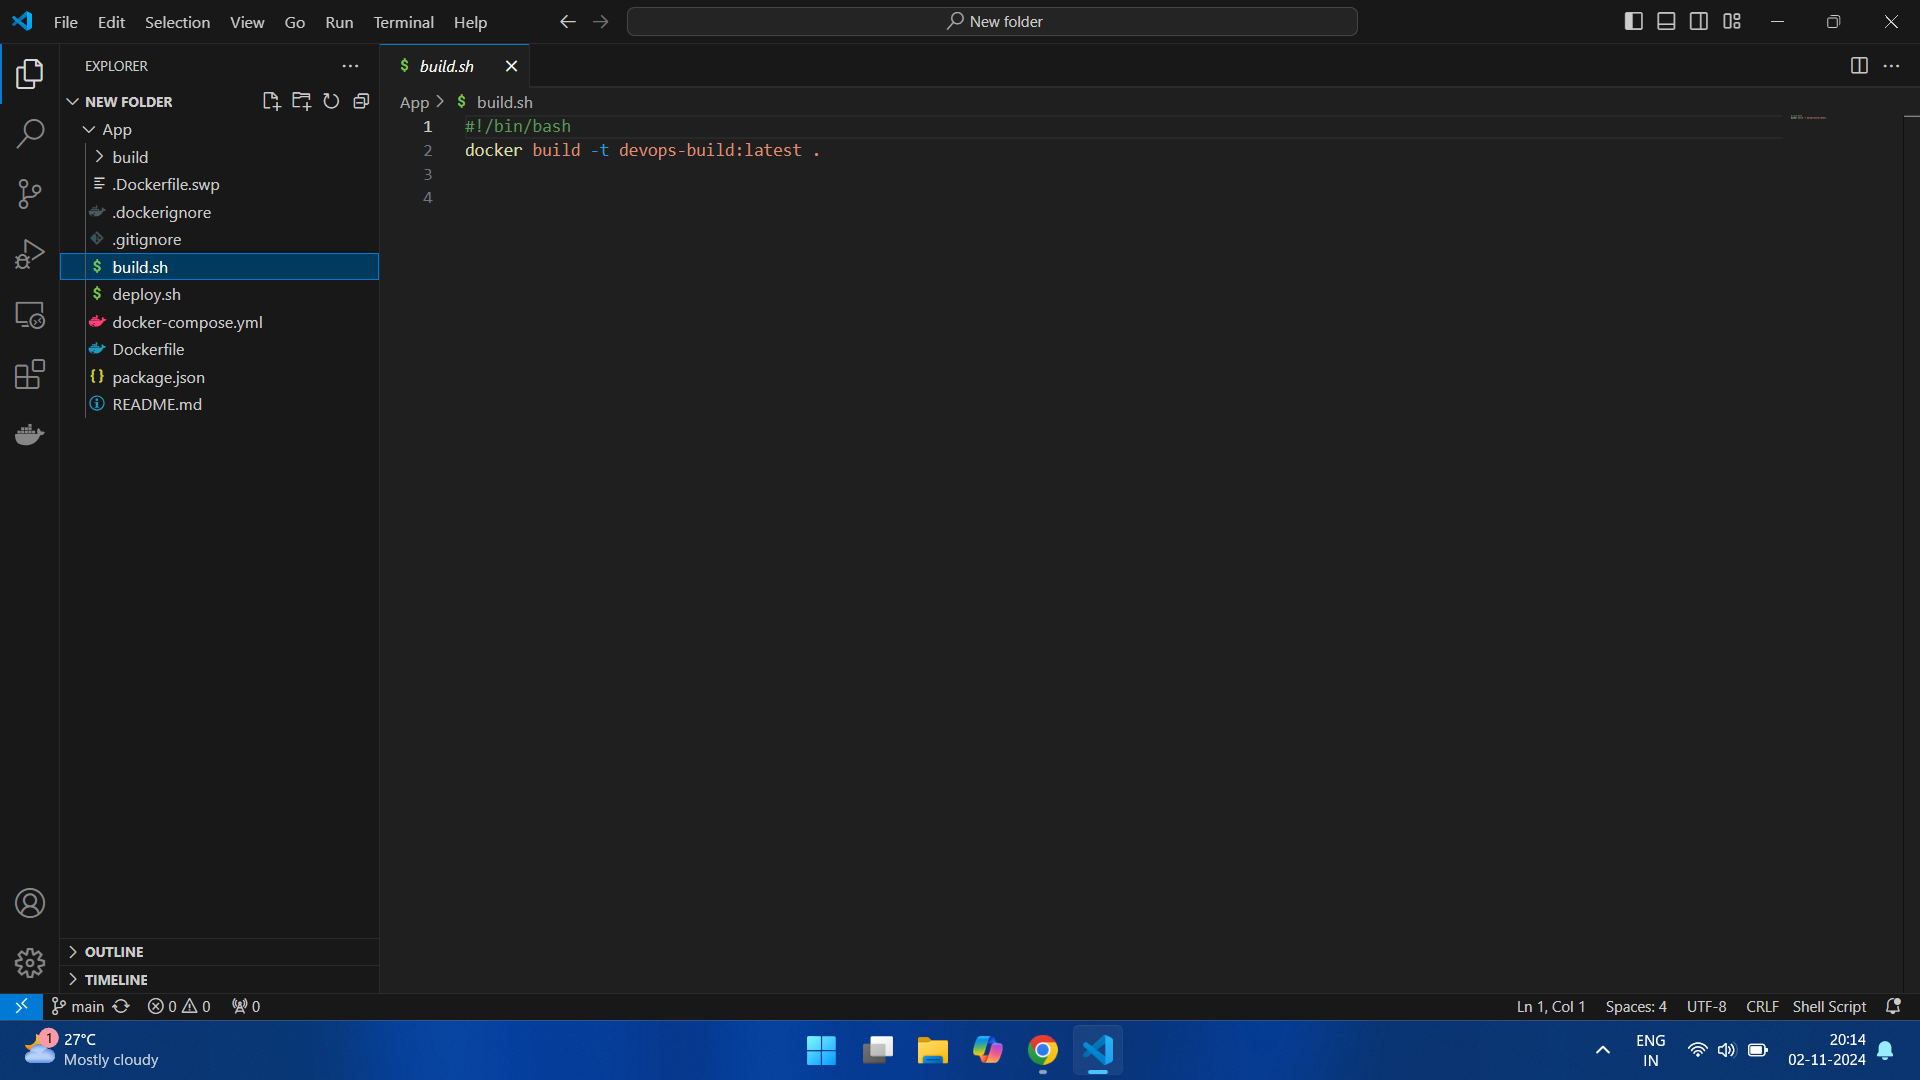 File Edit Selection View Go Run Terminal Help
New folder
EXPLORER
build.sh
NEW FOLDER
App > $ build.sh
App
build
.Dockerfile.swp
.dockerignore
.gitignore
$ build.sh
$ deploy.sh
docker-compose.yml
Dockerfile
{} package.json
README.md
1 #!/bin/bash
2 docker build -t devops-build:latest .
3
4
OUTLINE
TIMELINE
main 0 0 0
Ln 1, Col 1 Spaces: 4 UTF-8 CRLF Shell Script
1
27°C
Mostly cloudy
ENG
IN
20:14
02-11-2024